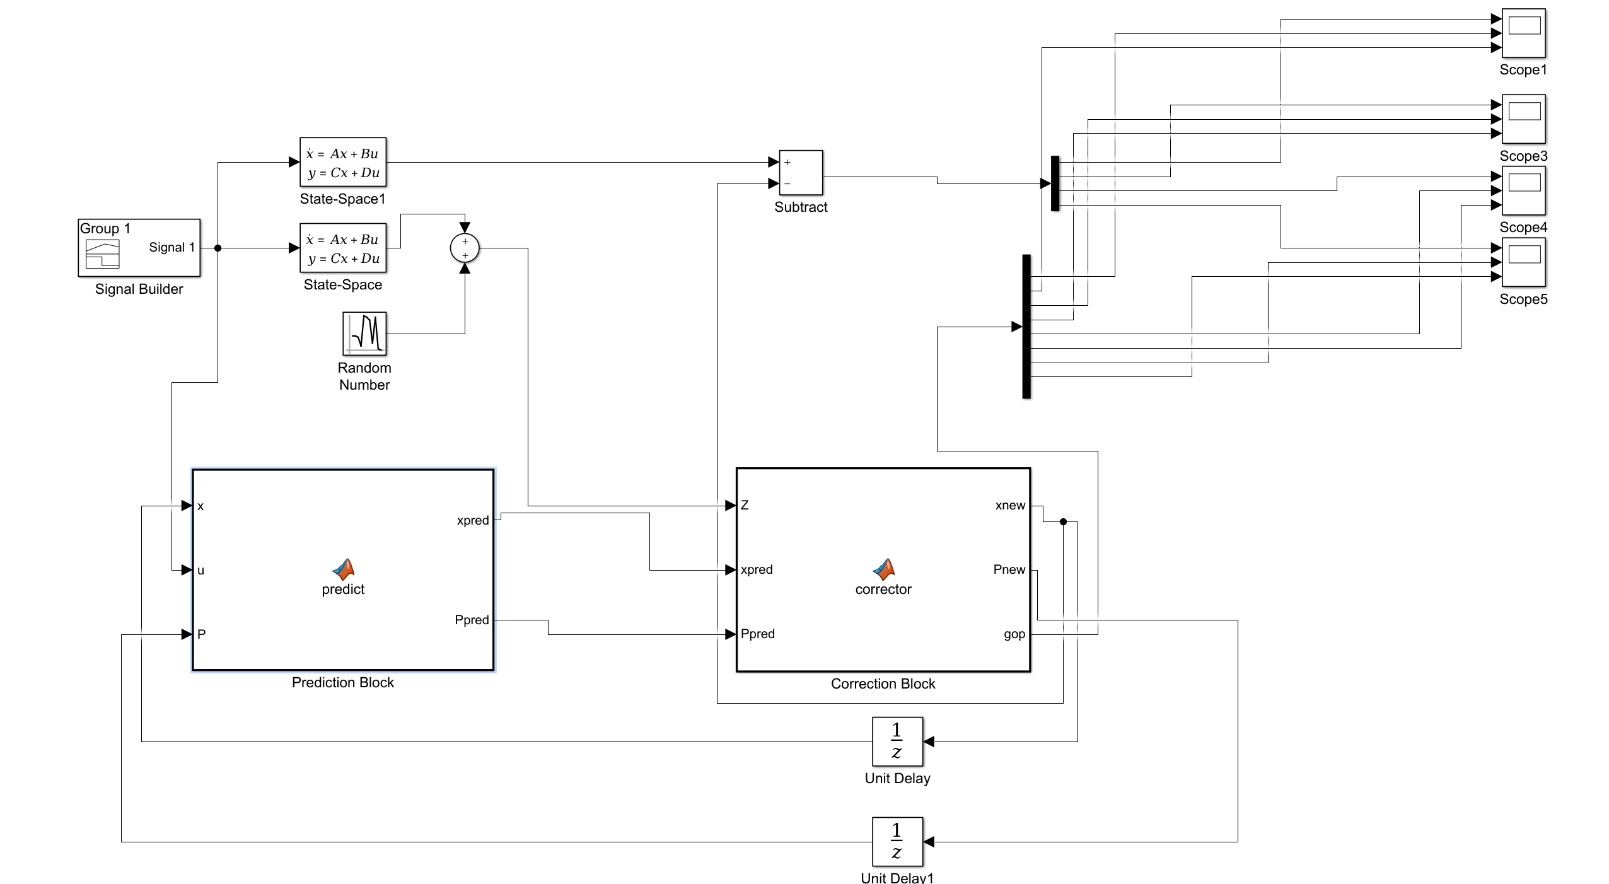 Scope1
Scope3
Scope4
Scope5
ẋ = Ax + Bu
y = Cx + Du
State-Space1
+
−
Subtract
Group 1
Signal 1
Signal Builder
ẋ = Ax + Bu
y = Cx + Du
State-Space
+
+
Random
Number
x
u
P
xpred
Ppred
predict
Prediction Block
Z
xpred
Ppred
xnew
Pnew
gop
corrector
Correction Block
1
z
Unit Delay
1
z
Unit Delay1